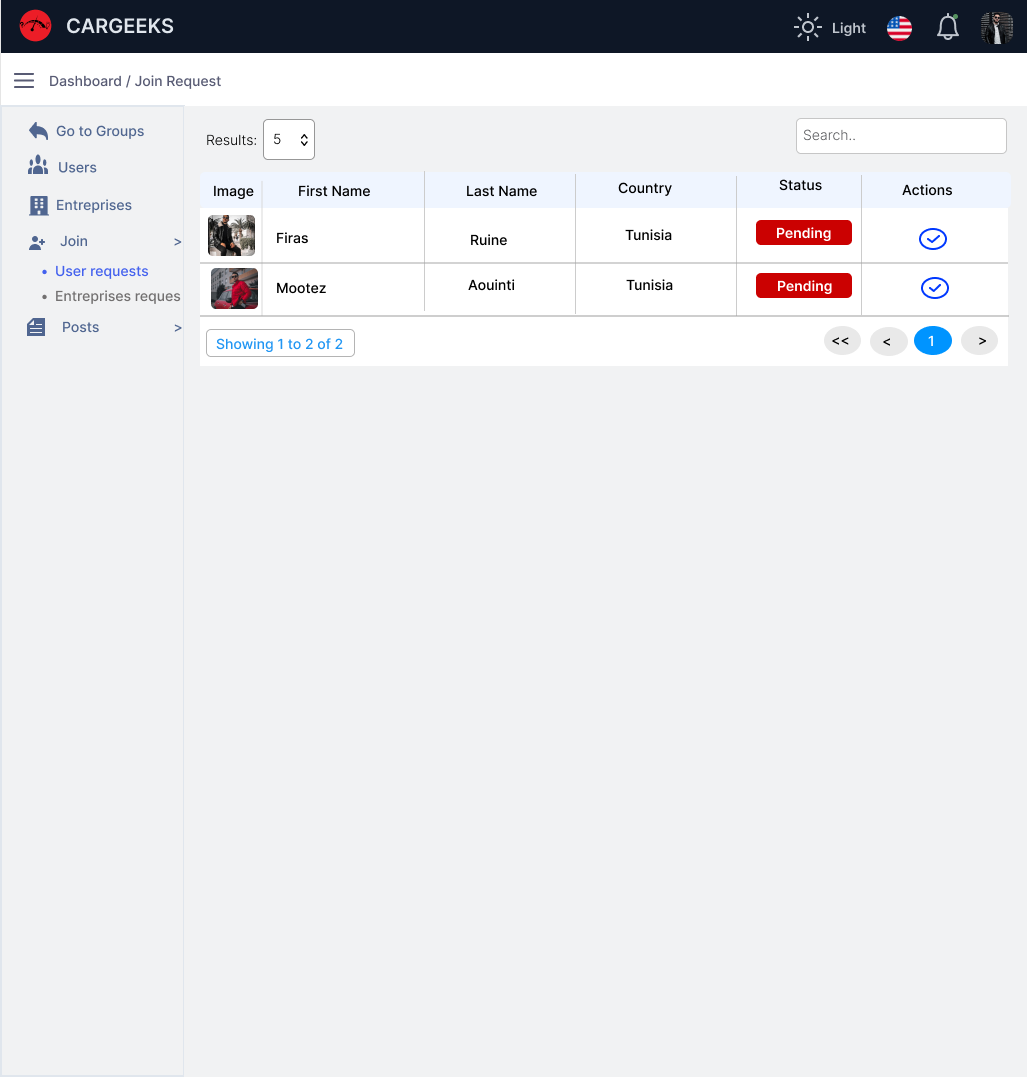 CARGEEKS
Light
Dashboard / Join Request
Go to Groups
Users
Entreprises
Join >
User requests
Entreprises reques
Posts >
Results: 5
Search..
Image First Name Last Name Country Status Actions
Firas Ruine Tunisia Pending
Mootez Aouinti Tunisia Pending
Showing 1 to 2 of 2
<< < 1 >